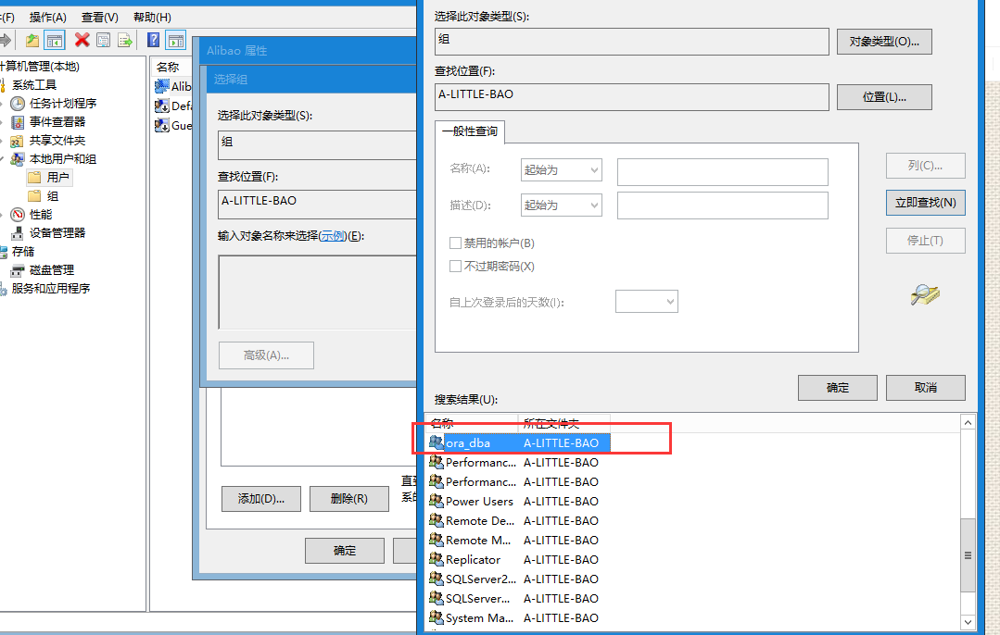 (F) 操作(A) 查看(V) 帮助(H)
计算机管理(本地)
系统工具
任务计划程序
事件查看器
共享文件夹
本地用户和组
用户
组
性能
设备管理器
存储
磁盘管理
服务和应用程序
名称
Alib
Defa
Gue
Alibao 属性
选择组
选择此对象类型(S):
组
查找位置(F):
A-LITTLE-BAO
输入对象名称来选择(示例)(E):
高级(A)...
添加(D)...
删除(R)
确定
选择此对象类型(S):
组
对象类型(O)...
查找位置(F):
A-LITTLE-BAO
位置(L)...
一般性查询
名称(A):
起始为
描述(D):
起始为
禁用的帐户(B)
不过期密码(X)
自上次登录后的天数(I):
列(C)...
立即查找(N)
停止(T)
确定
取消
搜索结果(U):
名称 所在文件夹
ora_dba A-LITTLE-BAO
Performanc... A-LITTLE-BAO
Performanc... A-LITTLE-BAO
Power Users A-LITTLE-BAO
Remote De... A-LITTLE-BAO
Remote M... A-LITTLE-BAO
Replicator A-LITTLE-BAO
SQLServer2... A-LITTLE-BAO
SQLServer... A-LITTLE-BAO
System Ma... A-LITTLE-BAO